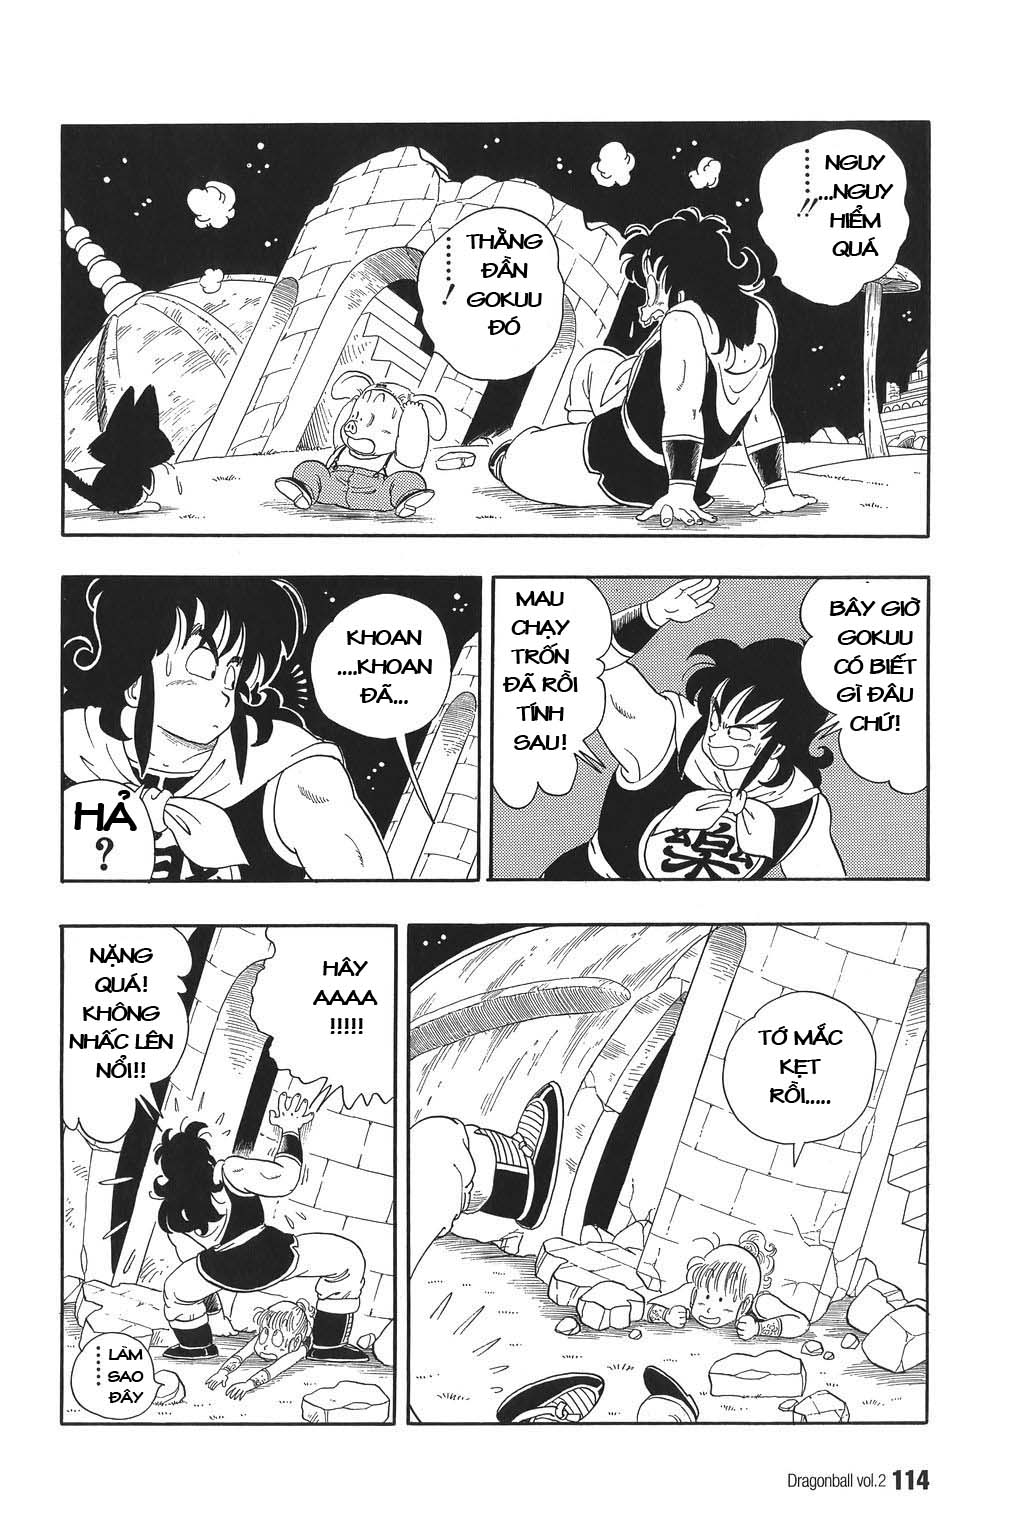 NGUY
...NGUY
HIỂM
QUÁ
......!!
THẰNG
ĐẦN
GOKUU
ĐÓ
......!
BÂY GIỜ
GOKUU
CÓ BIẾT
GÌ ĐÂU
CHỨ!
MAU
CHẠY
TRỐN
ĐÃ RỒI
TÍNH
SAU!
樂
KHOAN
....KHOAN
ĐÃ...
HẢ
?
TỚ MẮC
KẸT
RỒI.....
HÂY
AAAA
!!!!!
NẶNG
QUÁ!
KHÔNG
NHẤC LÊN
NỔI!!
......
LÀM
SAO
ĐÂY
Dragonball vol.2 114